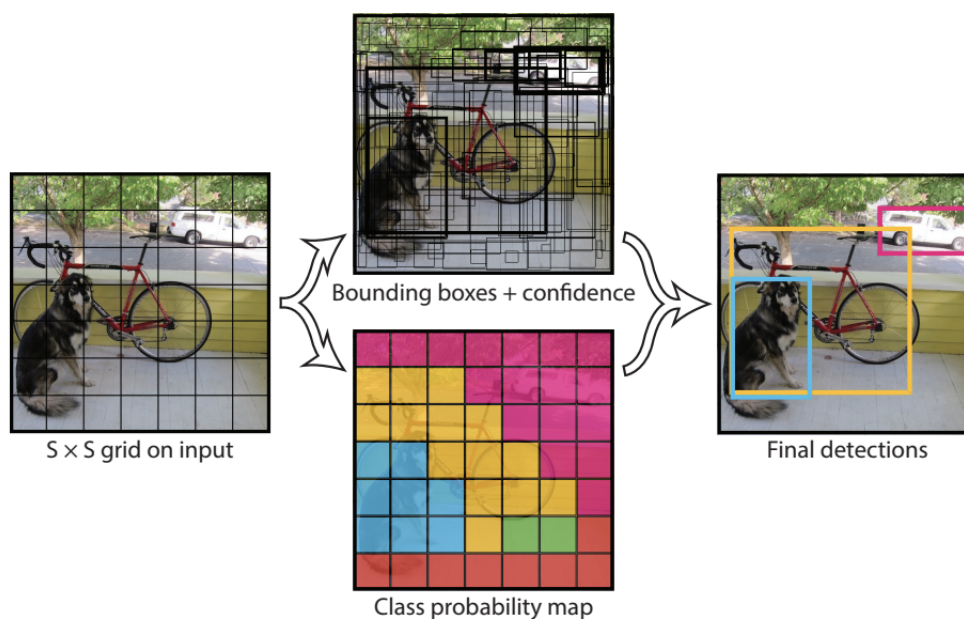 Bounding boxes + confidence
S × S grid on input
Final detections
Class probability map